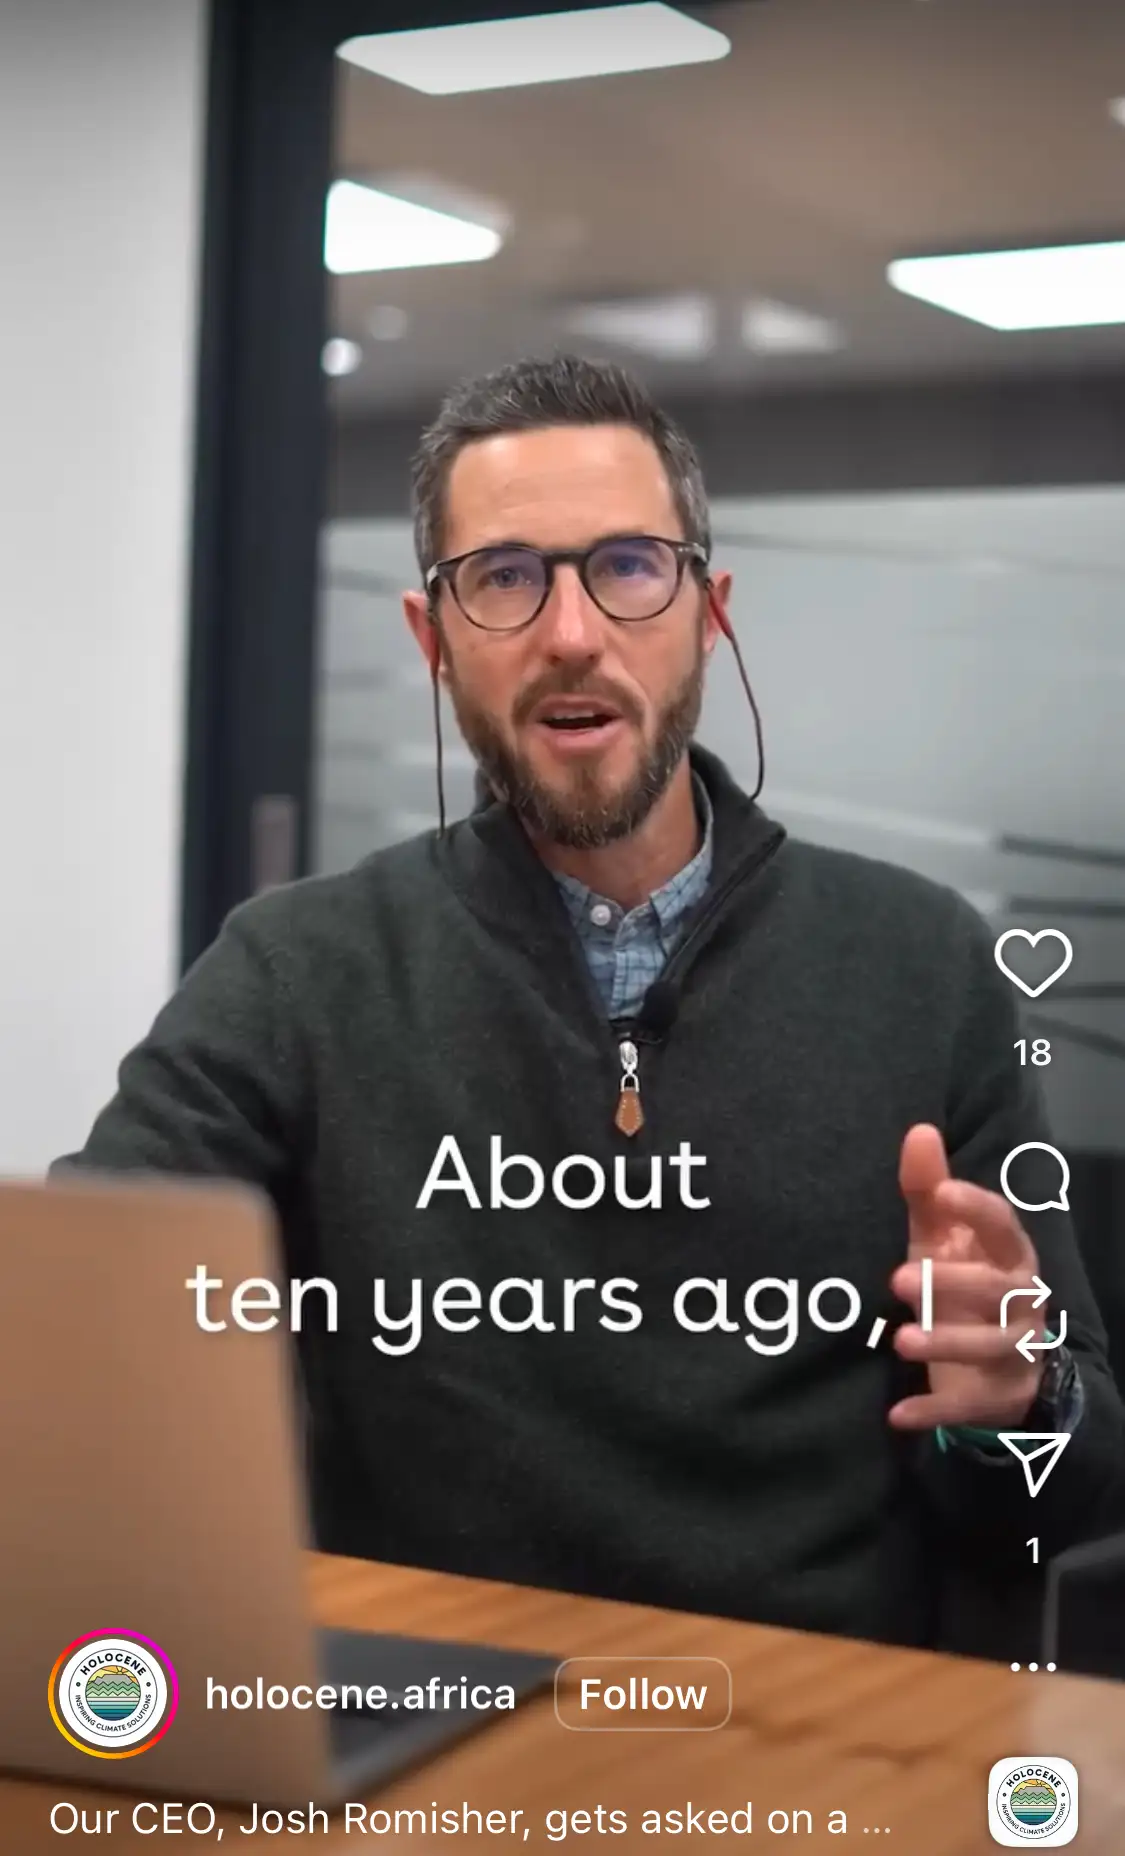 About
ten years ago, I
18
1
HOLOCENE
INSPIRING CLIMATE SOLUTIONS
holocene.africa
Follow
HOLOCENE
INSPIRING CLIMATE SOLUTIONS
Our CEO, Josh Romisher, gets asked on a ...